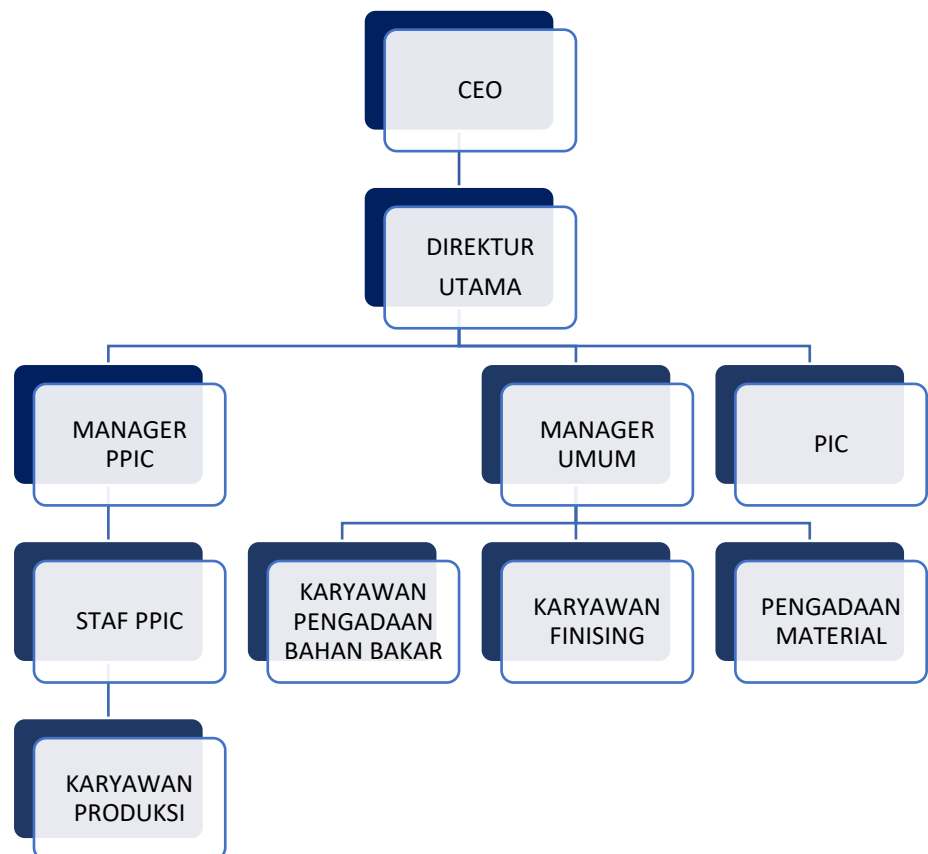 CEO
DIREKTUR
UTAMA
MANAGER
PPIC
MANAGER
UMUM
PIC
STAF PPIC
KARYAWAN
PENGADAAN
BAHAN BAKAR
KARYAWAN
FINISING
PENGADAAN
MATERIAL
KARYAWAN
PRODUKSI